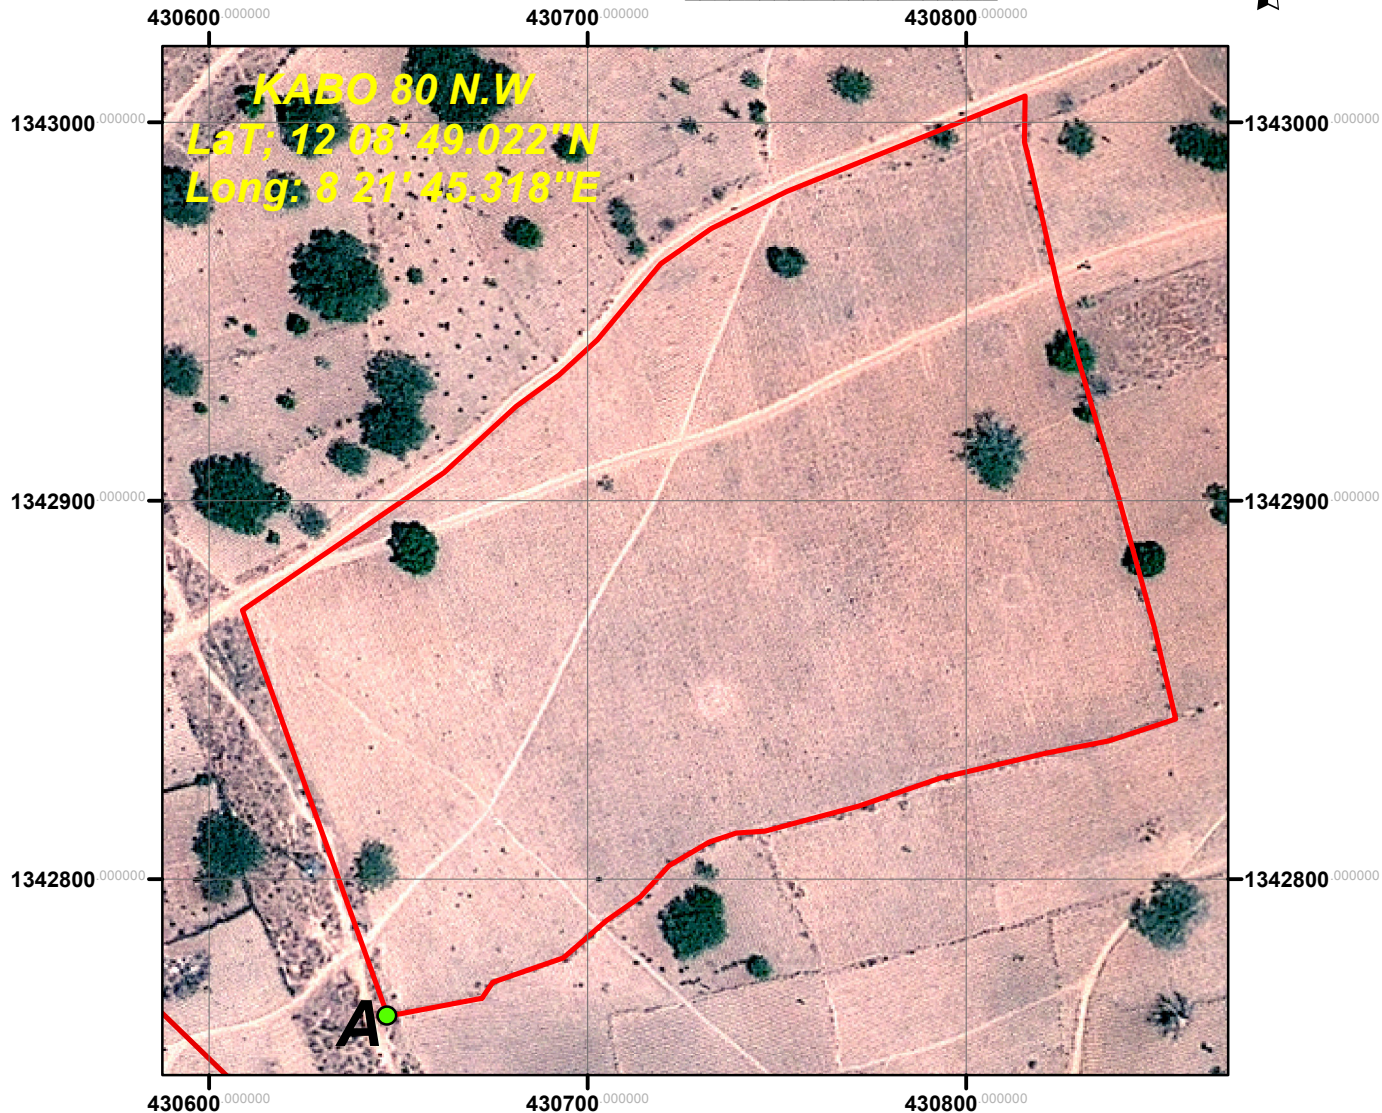 430600.000000 430700.000000 430800.000000
KABO 80 N.W
LaT; 12 08' 49.022"N
Long: 8 21' 45.318"E
1343000.000000 1343000.000000
1342900.000000 1342900.000000
1342800.000000 1342800.000000
A
430600.000000 430700.000000 430800.000000